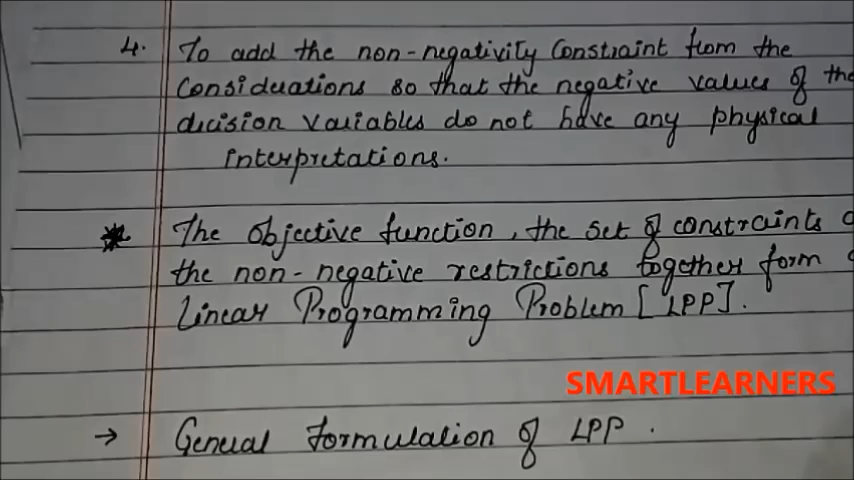 4. To add the non-negativity constraint from the
Considerations so that the negative values of the
decision variables do not have any physical
interpretations.
* The objective function, the set of constraints
the non-negative restrictions together form
Linear Programming Problem [LPP].
SMARTLEARNERS
→ General Formulation of LPP.